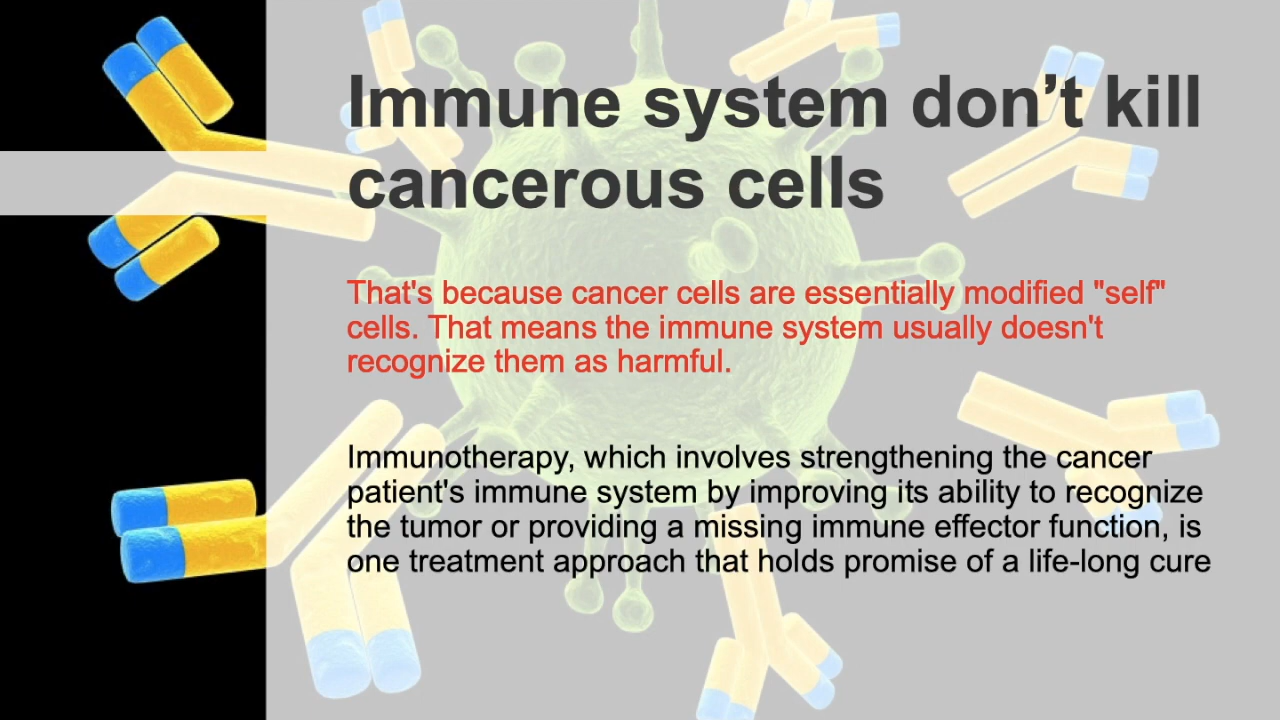 Immune system don’t kill
cancerous cells
That's because cancer cells are essentially modified "self"
cells. That means the immune system usually doesn't
recognize them as harmful.
Immunotherapy, which involves strengthening the cancer
patient's immune system by improving its ability to recognize
the tumor or providing a missing immune effector function, is
one treatment approach that holds promise of a life-long cure